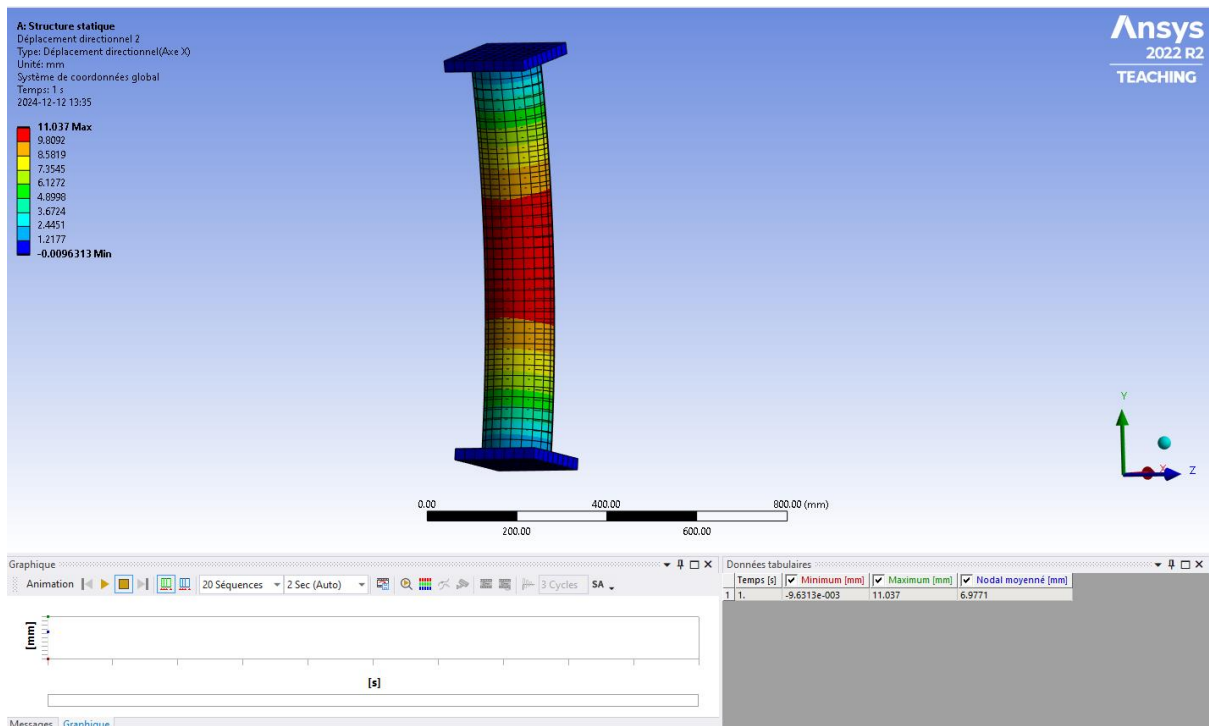 A: Structure statique
Déplacement directionnel 2
Type: Déplacement directionnel(Axe X)
Unité: mm
Système de coordonnées global
Temps: 1 s
2024-12-12 13:35
11.037 Max
9.8092
8.5819
7.3545
6.1272
4.8998
3.6724
2.4451
1.2177
-0.0096313 Min
Ansys
2022 R2
TEACHING
Y
X
Z
0.00 400.00 800.00 (mm)
200.00 600.00
Graphique
Animation 20 Séquences 2 Sec (Auto) 3 Cycles SA
[mm]
[s]
Messages Graphique
Données tabulaires
Temps [s] Minimum [mm] Maximum [mm] Nodal moyenné [mm]
1 1. -9.6313e-003 11.037 6.9771